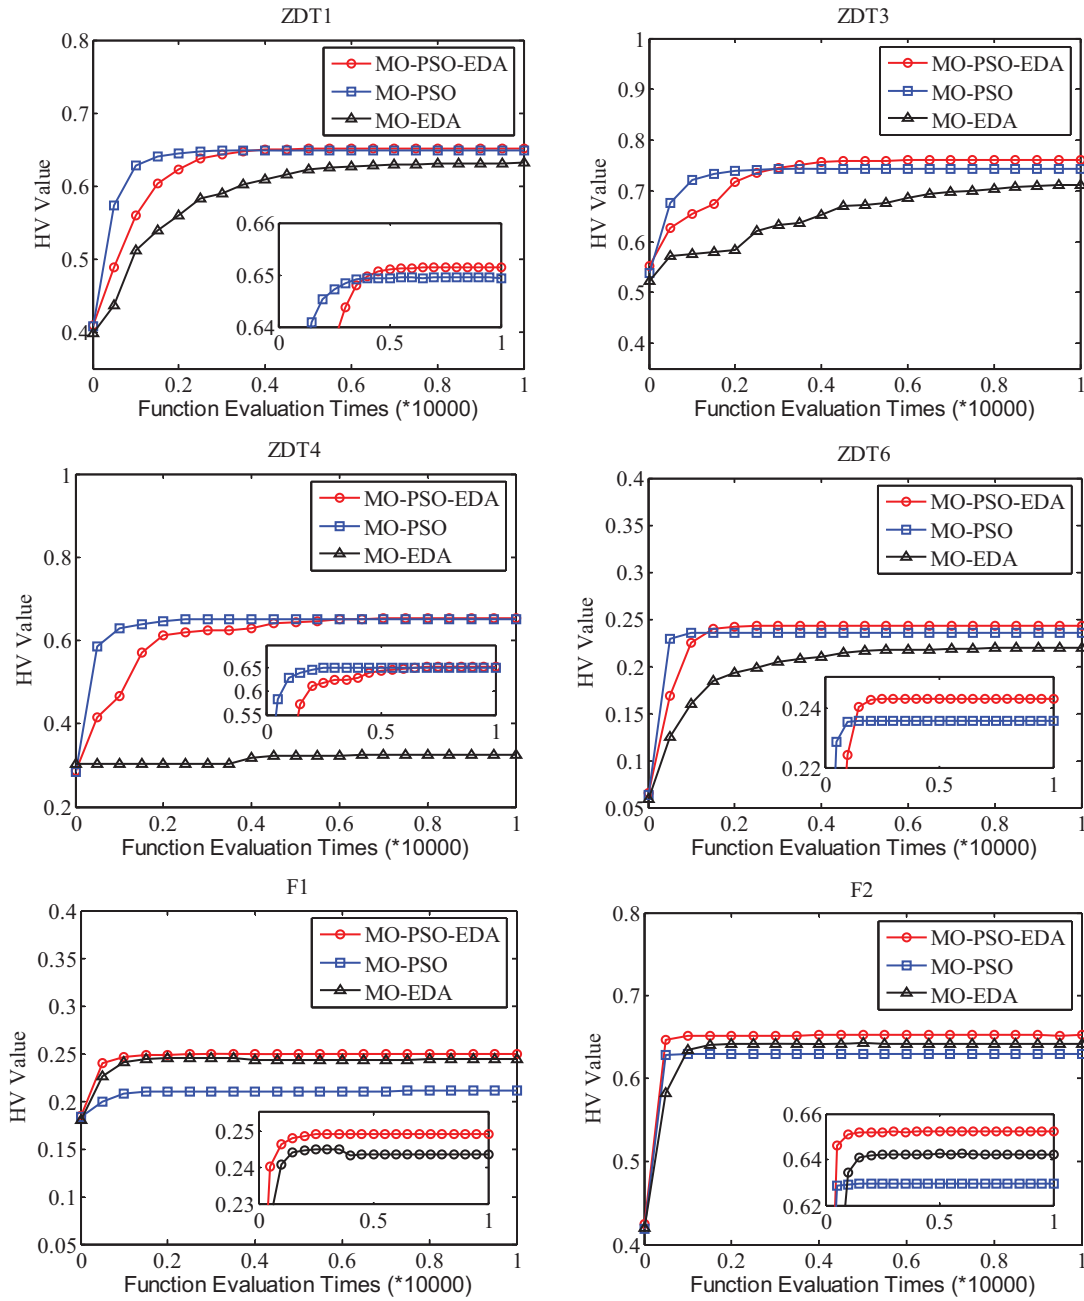 ZDT1
0.8
0.7
0.6
0.5
0.4
HV Value
MO-PSO-EDA
MO-PSO
MO-EDA
0.66
0.65
0.64
0 0.5 1
0 0.2 0.4 0.6 0.8 1
Function Evaluation Times (*10000)
ZDT3
1
0.9
0.8
0.7
0.6
0.5
0.4
HV Value
MO-PSO-EDA
MO-PSO
MO-EDA
0 0.2 0.4 0.6 0.8 1
Function Evaluation Times (*10000)
ZDT4
1
0.8
0.6
0.4
0.2
HV Value
MO-PSO-EDA
MO-PSO
MO-EDA
0.65
0.6
0.55
0 0.5 1
0 0.2 0.4 0.6 0.8 1
Function Evaluation Times (*10000)
ZDT6
0.4
0.35
0.3
0.25
0.2
0.15
0.1
0.05
HV Value
MO-PSO-EDA
MO-PSO
MO-EDA
0.24
0.22
0 0.5 1
0 0.2 0.4 0.6 0.8 1
Function Evaluation Times (*10000)
F1
0.4
0.35
0.3
0.25
0.2
0.15
0.1
0.05
HV Value
MO-PSO-EDA
MO-PSO
MO-EDA
0.25
0.24
0.23
0 0.5 1
0 0.2 0.4 0.6 0.8 1
Function Evaluation Times (*10000)
F2
0.8
0.7
0.6
0.5
0.4
HV Value
MO-PSO-EDA
MO-PSO
MO-EDA
0.66
0.64
0.62
0 0.5 1
0 0.2 0.4 0.6 0.8 1
Function Evaluation Times (*10000)